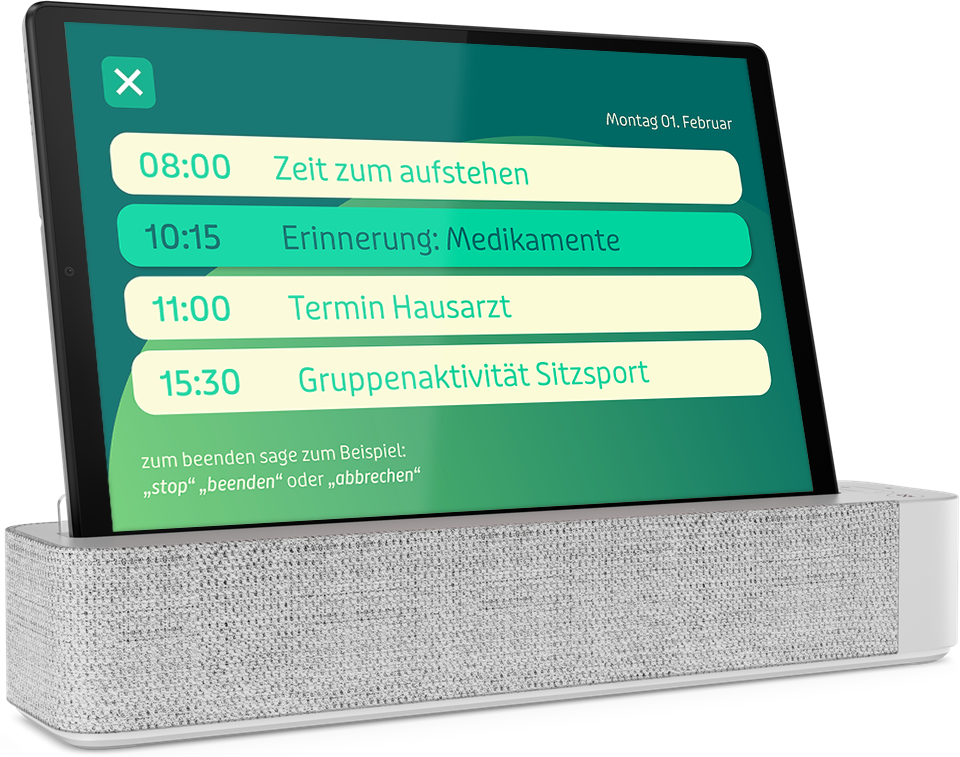 Montag 01. Februar
08:00 Zeit zum aufstehen
10:15 Erinnerung: Medikamente
11:00 Termin Hausarzt
15:30 Gruppenaktivität Sitzsport
zum beenden sage zum Beispiel:
„stop“ „beenden“ oder „abbrechen“